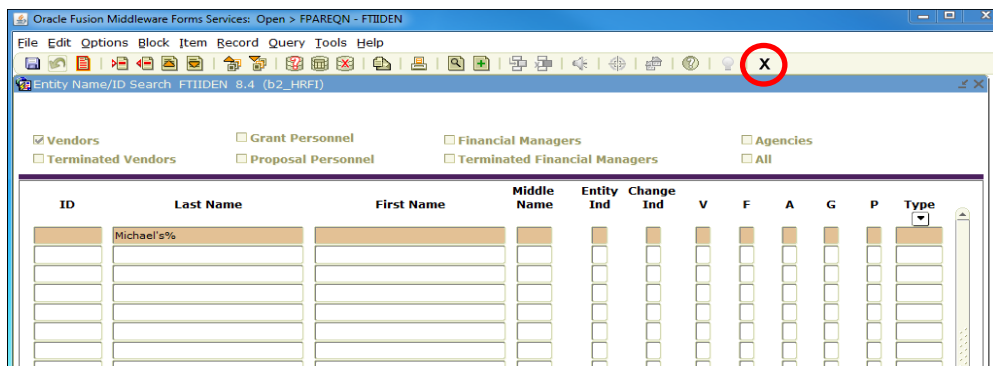 Oracle Fusion Middleware Forms Services: Open > FPAREQN - FTIIDEN
File Edit Options Block Item Record Query Tools Help
X
Entity Name/ID Search FTIIDEN 8.4 (b2_HRFI)
Vendors Grant Personnel Financial Managers Agencies
Terminated Vendors Proposal Personnel Terminated Financial Managers All
Middle Entity Change
ID Last Name First Name Name Ind Ind V F A G P Type
Michael's%